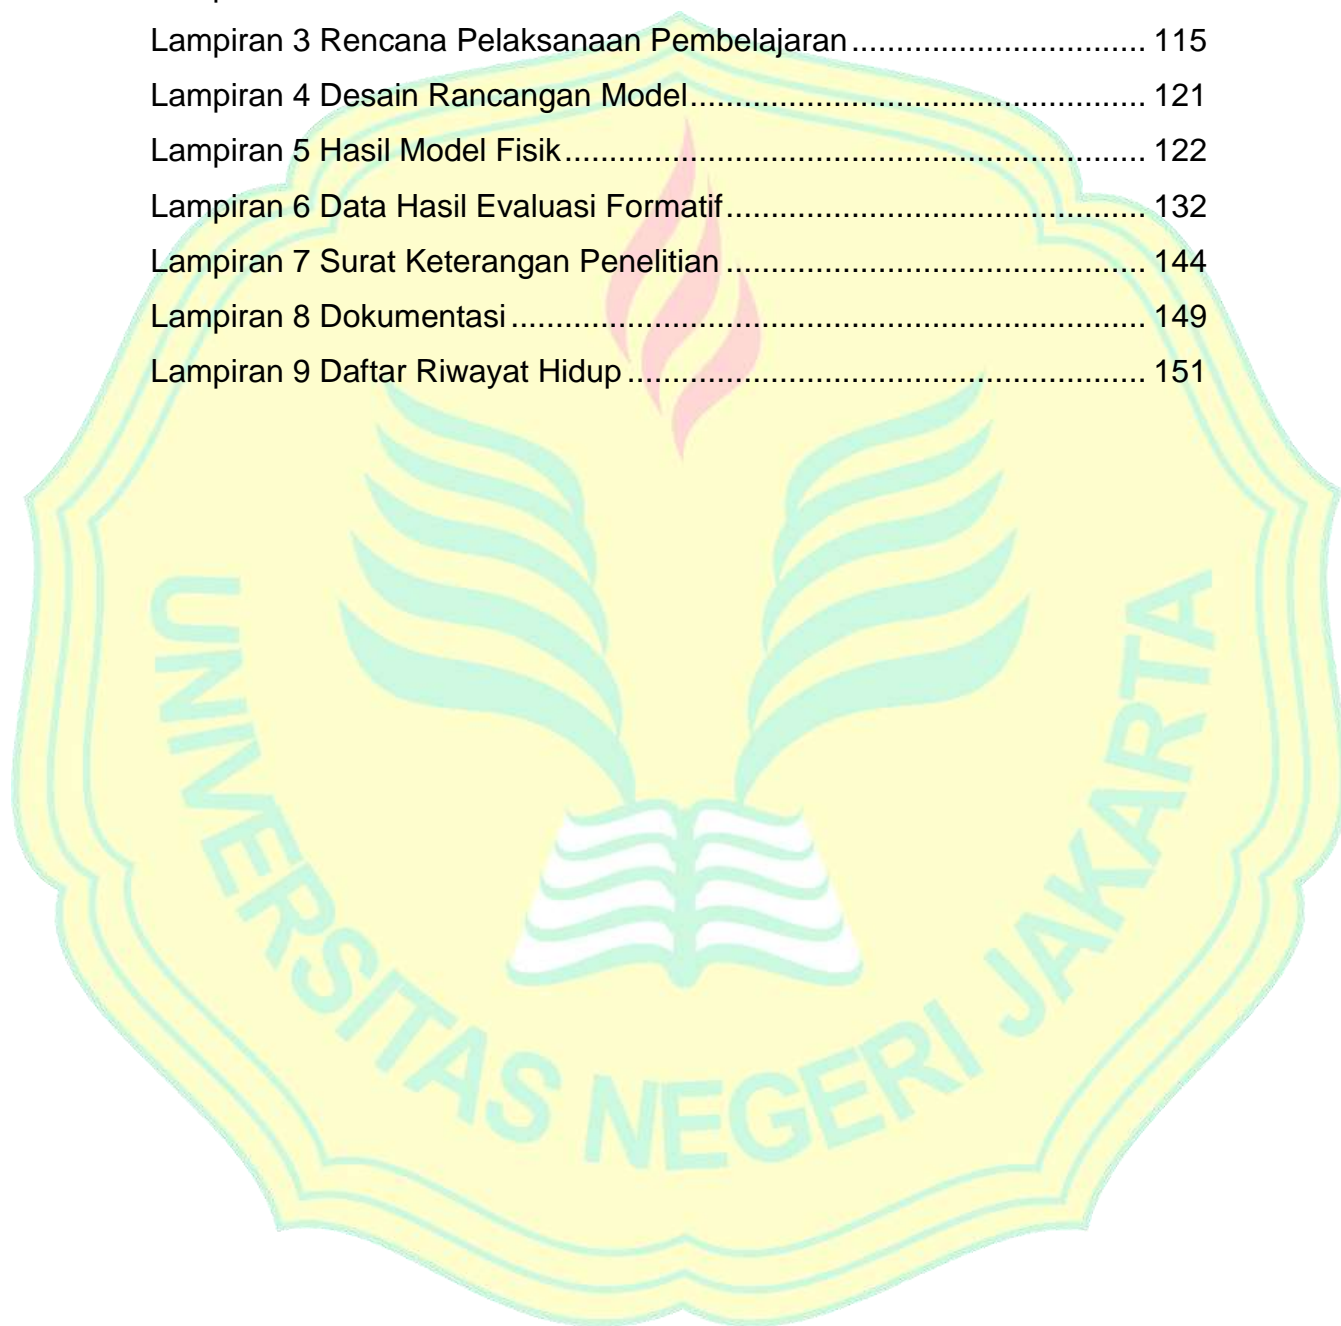 Lampiran 3 Rencana Pelaksanaan Pembelajaran................................. 115
Lampiran 4 Desain Rancangan Model................................................... 121
Lampiran 5 Hasil Model Fisik................................................................. 122
Lampiran 6 Data Hasil Evaluasi Formatif............................................... 132
Lampiran 7 Surat Keterangan Penelitian ............................................... 144
Lampiran 8 Dokumentasi ....................................................................... 149
Lampiran 9 Daftar Riwayat Hidup .......................................................... 151
UNIVERSITAS NEGERI JAKARTA